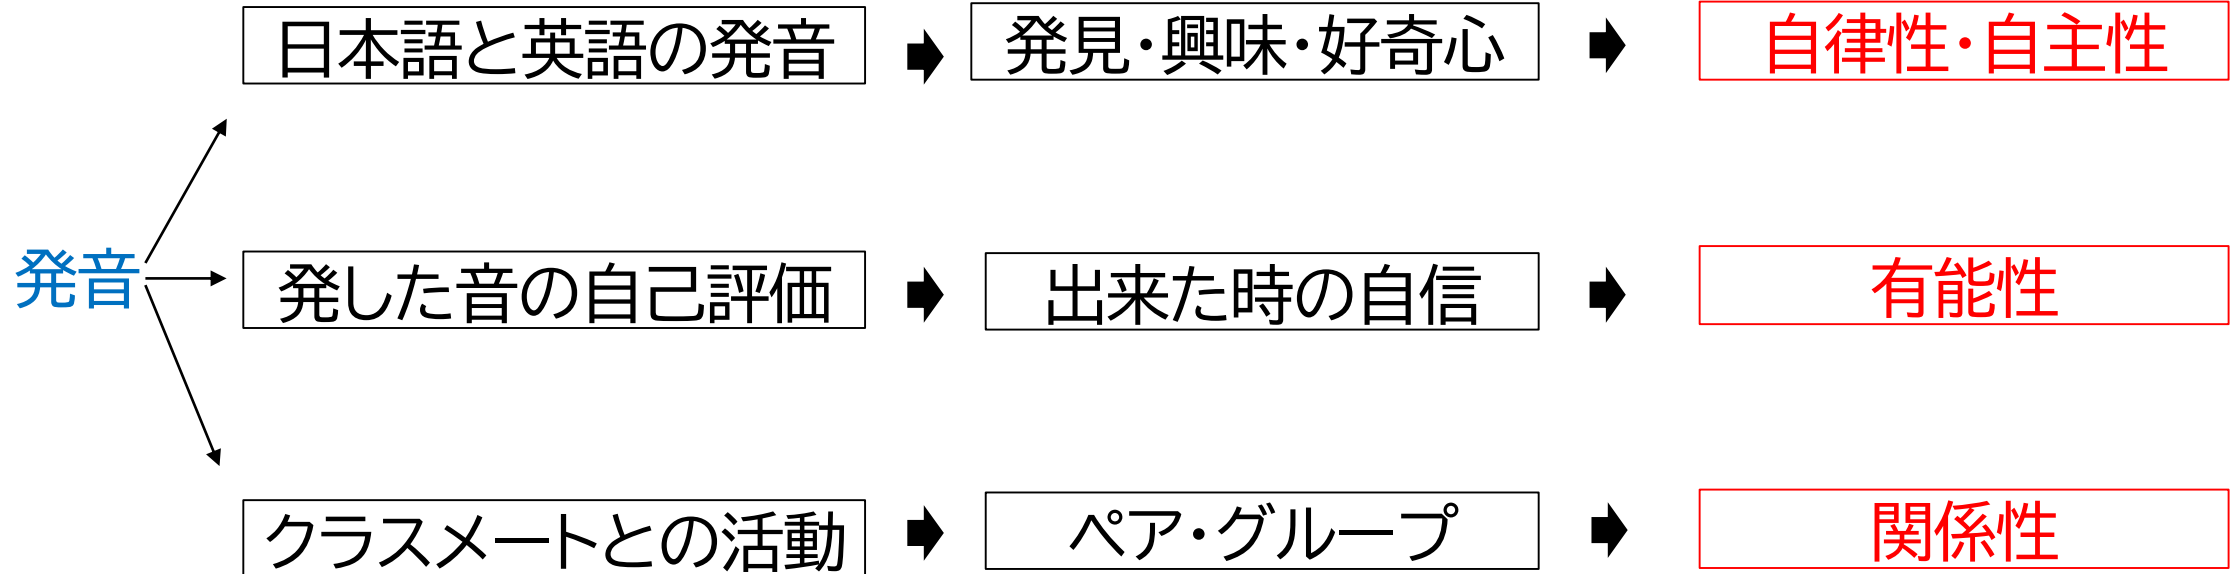 日本語と英語の発音
発見・興味・好奇心
自律性・自主性
発音
発した音の自己評価
出来た時の自信
有能性
クラスメートとの活動
ペア・グループ
関係性